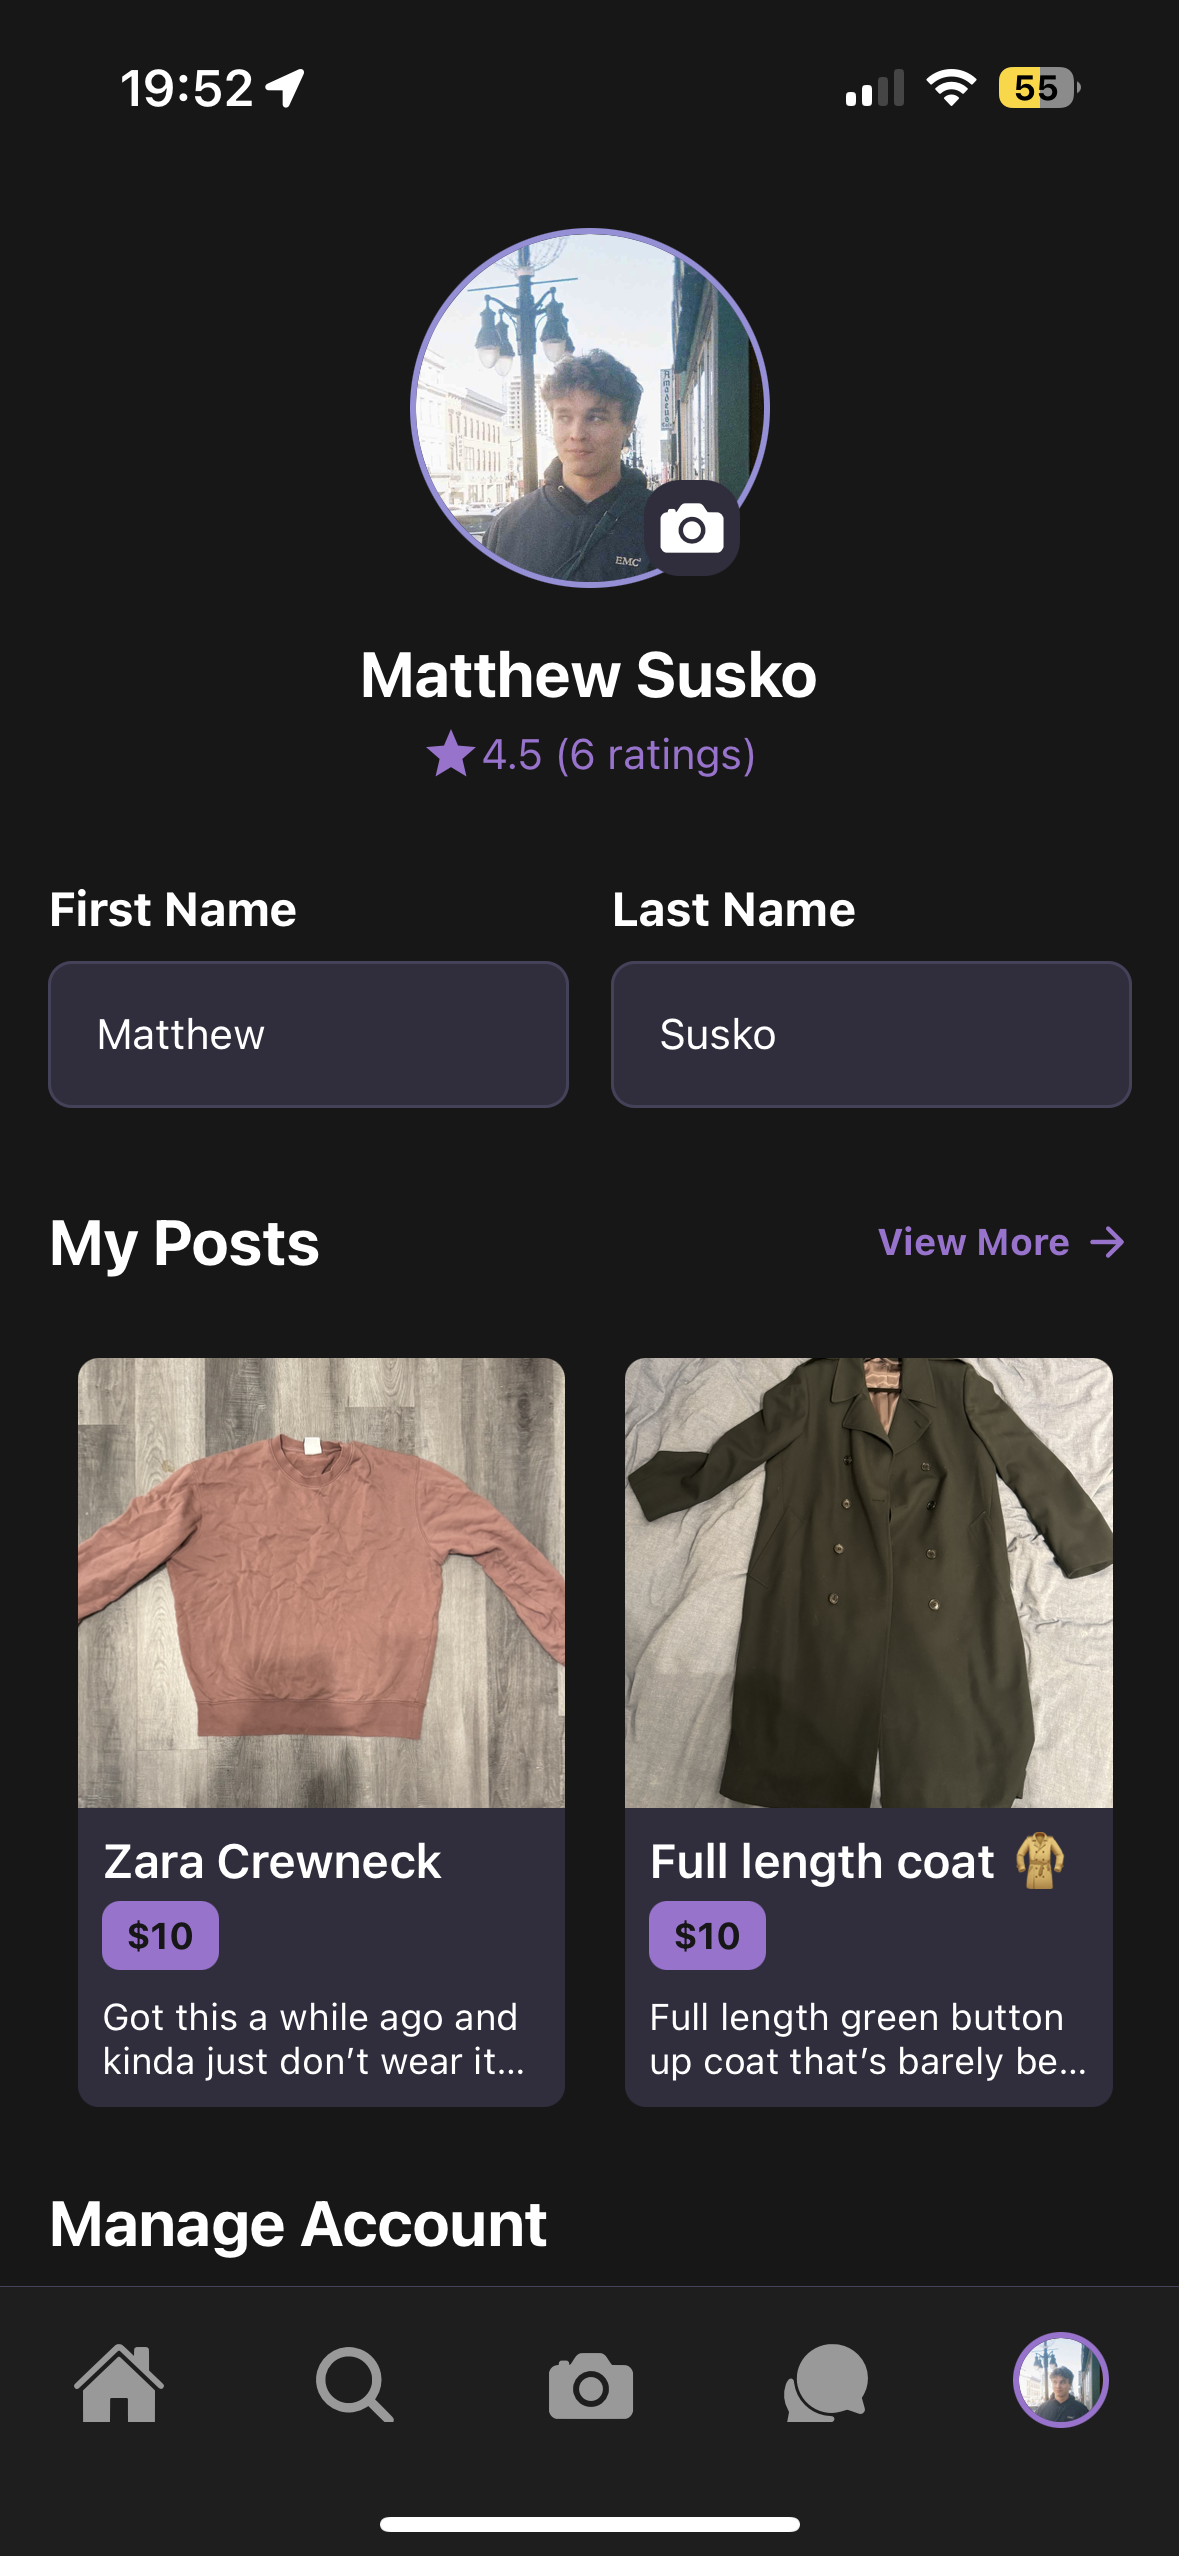 19:52
55
Amadeus
EMC²
Matthew Susko
4.5 (6 ratings)
First Name
Last Name
Matthew
Susko
My Posts
View More
Zara Crewneck
$10
Got this a while ago and
kinda just don’t wear it...
Full length coat 🧥
$10
Full length green button
up coat that’s barely be...
Manage Account